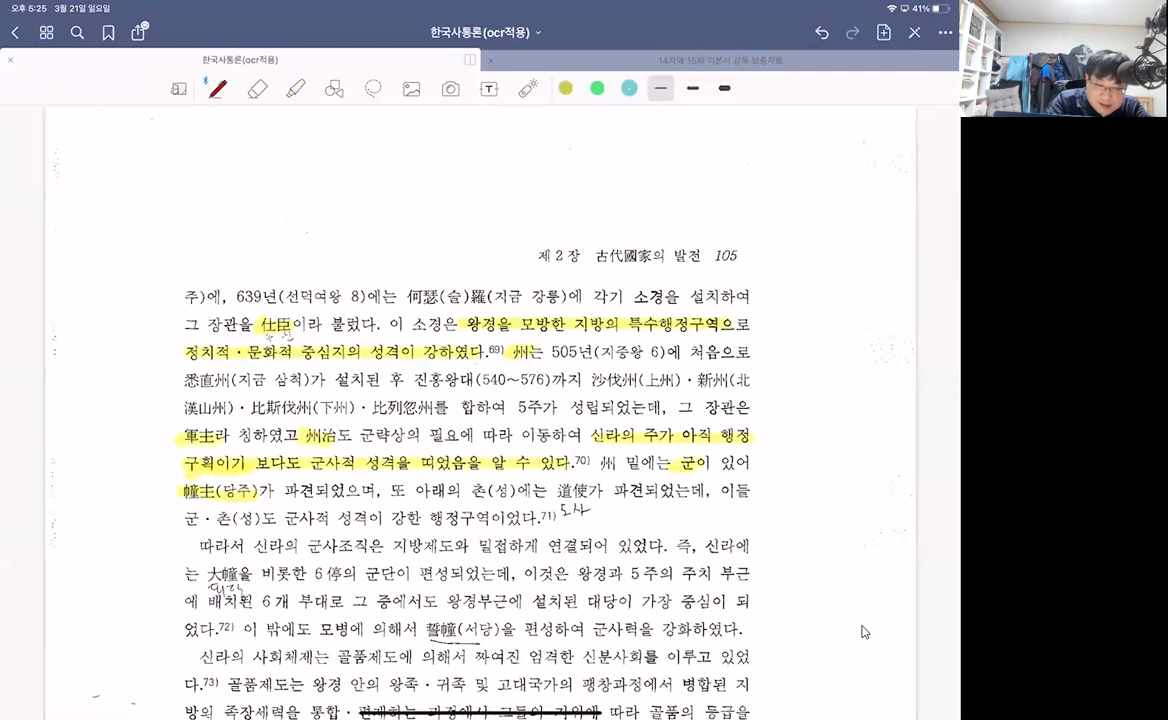 오후 5:25 3월 21일 일요일
41%
한국사통론(ocr적용)
한국사통론(ocr적용)
14차의 15차 기본서 강독 보충자료
제 2 장 古代國家의 발전 105
주)에, 639년(선덕여왕 8)에는 何瑟(슬)羅(지금 강릉)에 각기 소경을 설치하여
그 장관을 仕臣이라 불렀다. 이 소경은 왕경을 모방한 지방의 특수행정구역으로
정치적·문화적 중심지의 성격이 강하였다.69) 州는 505년(지증왕 6)에 처음으로
悉直州(지금 삼척)가 설치된 후 진흥왕대(540~576)까지 沙伐州(上州)·新州(北
漢山州)·比斯伐州(下州)·比列忽州를 합하여 5주가 성립되었는데, 그 장관은
軍主라 칭하였고 州治도 군략상의 필요에 따라 이동하여 신라의 주가 아직 행정
구획이기 보다도 군사적 성격을 띠었음을 알 수 있다.70) 州 밑에는 군이 있어
幢主(당주)가 파견되었으며, 또 아래의 촌(성)에는 道使가 파견되었는데, 이들
도사
군·촌(성)도 군사적 성격이 강한 행정구역이었다.71)
따라서 신라의 군사조직은 지방제도와 밀접하게 연결되어 있었다. 즉, 신라에
는 大幢을 비롯한 6停의 군단이 편성되었는데, 이것은 왕경과 5주의 주치 부근
에 배치된 6개 부대로 그 중에서도 왕경부근에 설치된 대당이 가장 중심이 되
었다.72) 이 밖에도 모병에 의해서 誓幢(서당)을 편성하여 군사력을 강화하였다.
신라의 사회체제는 골품제도에 의해서 짜여진 엄격한 신분사회를 이루고 있었
다.73) 골품제도는 왕경 안의 왕족·귀족 및 고대국가의 팽창과정에서 병합된 지
방의 족장세력을 통합·편제하는 과정에서 그들의 지위에 따라 골품의 등급을